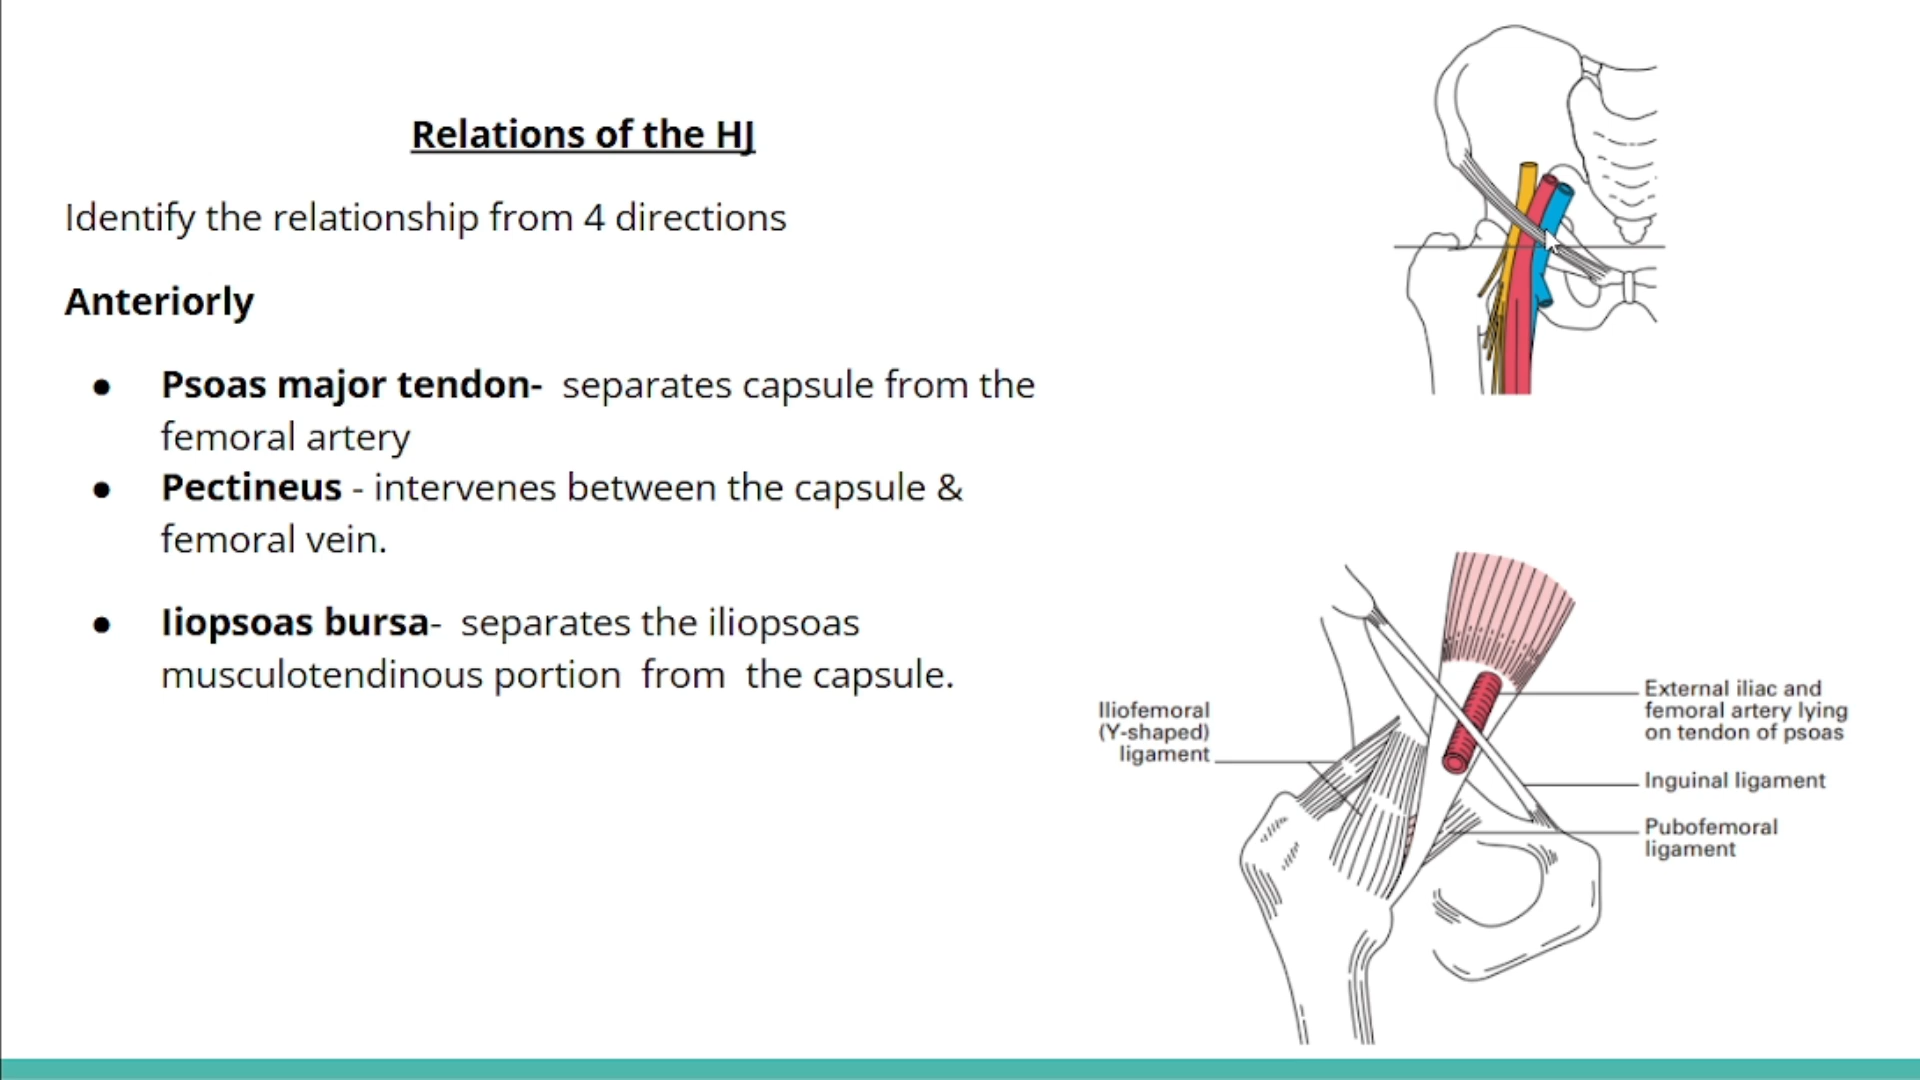 Relations of the HJ
Identify the relationship from 4 directions
Anteriorly
● Psoas major tendon- separates capsule from the
femoral artery
● Pectineus - intervenes between the capsule &
femoral vein.
● Iiopsoas bursa- separates the iliopsoas
musculotendinous portion from the capsule.
Iliofemoral
(Y-shaped)
ligament
External iliac and
femoral artery lying
on tendon of psoas
Inguinal ligament
Pubofemoral
ligament